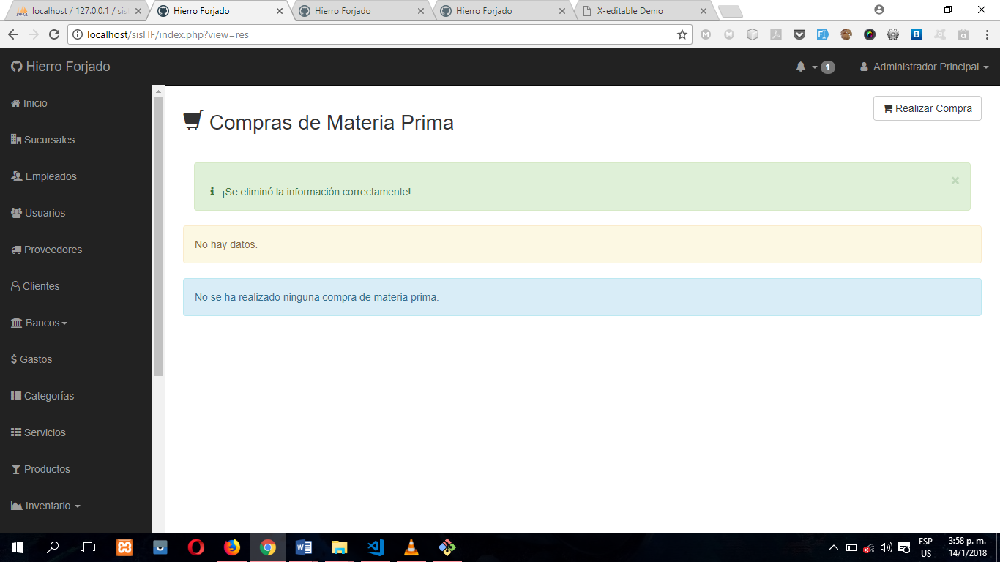 localhost / 127.0.0.1 / sis
Hierro Forjado
Hierro Forjado
Hierro Forjado
X-editable Demo
localhost/sisHF/index.php?view=res
Hierro Forjado
1
Administrador Principal
Inicio
Sucursales
Empleados
Usuarios
Proveedores
Clientes
Bancos
$ Gastos
Categorías
Servicios
Productos
Inventario
Compras de Materia Prima
Realizar Compra
¡Se eliminó la información correctamente!
×
No hay datos.
No se ha realizado ninguna compra de materia prima.
ESP
US
3:58 p. m.
14/1/2018